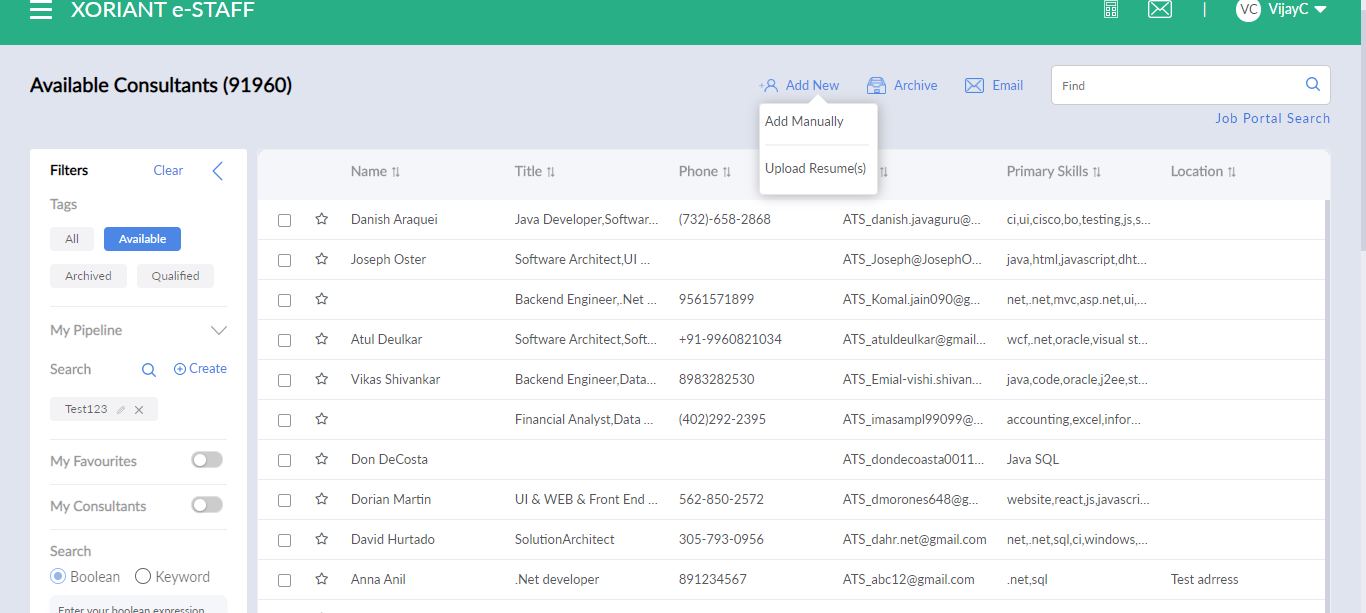 XORIANT e-STAFF
VC VijayC
Available Consultants (91960)
Add New Archive Email Find
Job Portal Search
Add Manually
Upload Resume(s)
Filters Clear
Tags
All Available
Archived Qualified
My Pipeline
Search Create
Test123
My Favourites
My Consultants
Search
Boolean Keyword
Enter your boolean expression
Name Title Phone Primary Skills Location
Danish Araquei Java Developer,Softwar... (732)-658-2868 ATS_danish.javaguru@... ci,ui,cisco,bo,testing,js,s...
Joseph Oster Software Architect,UI ... ATS_Joseph@JosephO... java,html,javascript,dht...
Backend Engineer,.Net ... 9561571899 ATS_Komal.jain090@g... net,.net,mvc,asp.net,ui,...
Atul Deulkar Software Architect,Soft... +91-9960821034 ATS_atuldeulkar@gmail... wcf,.net,oracle,visual st...
Vikas Shivankar Backend Engineer,Data... 8983282530 ATS_Emial-vishi.shivan... java,code,oracle,j2ee,st...
Financial Analyst,Data ... (402)292-2395 ATS_imasampl99099@... accounting,excel,infor...
Don DeCosta ATS_dondecoasta0011... Java SQL
Dorian Martin UI & WEB & Front End ... 562-850-2572 ATS_dmorones648@g... website,react,js,javascri...
David Hurtado SolutionArchitect 305-793-0956 ATS_dahr.net@gmail.com net,.net,sql,ci,windows,...
Anna Anil .Net developer 891234567 ATS_abc12@gmail.com .net,sql Test adrress